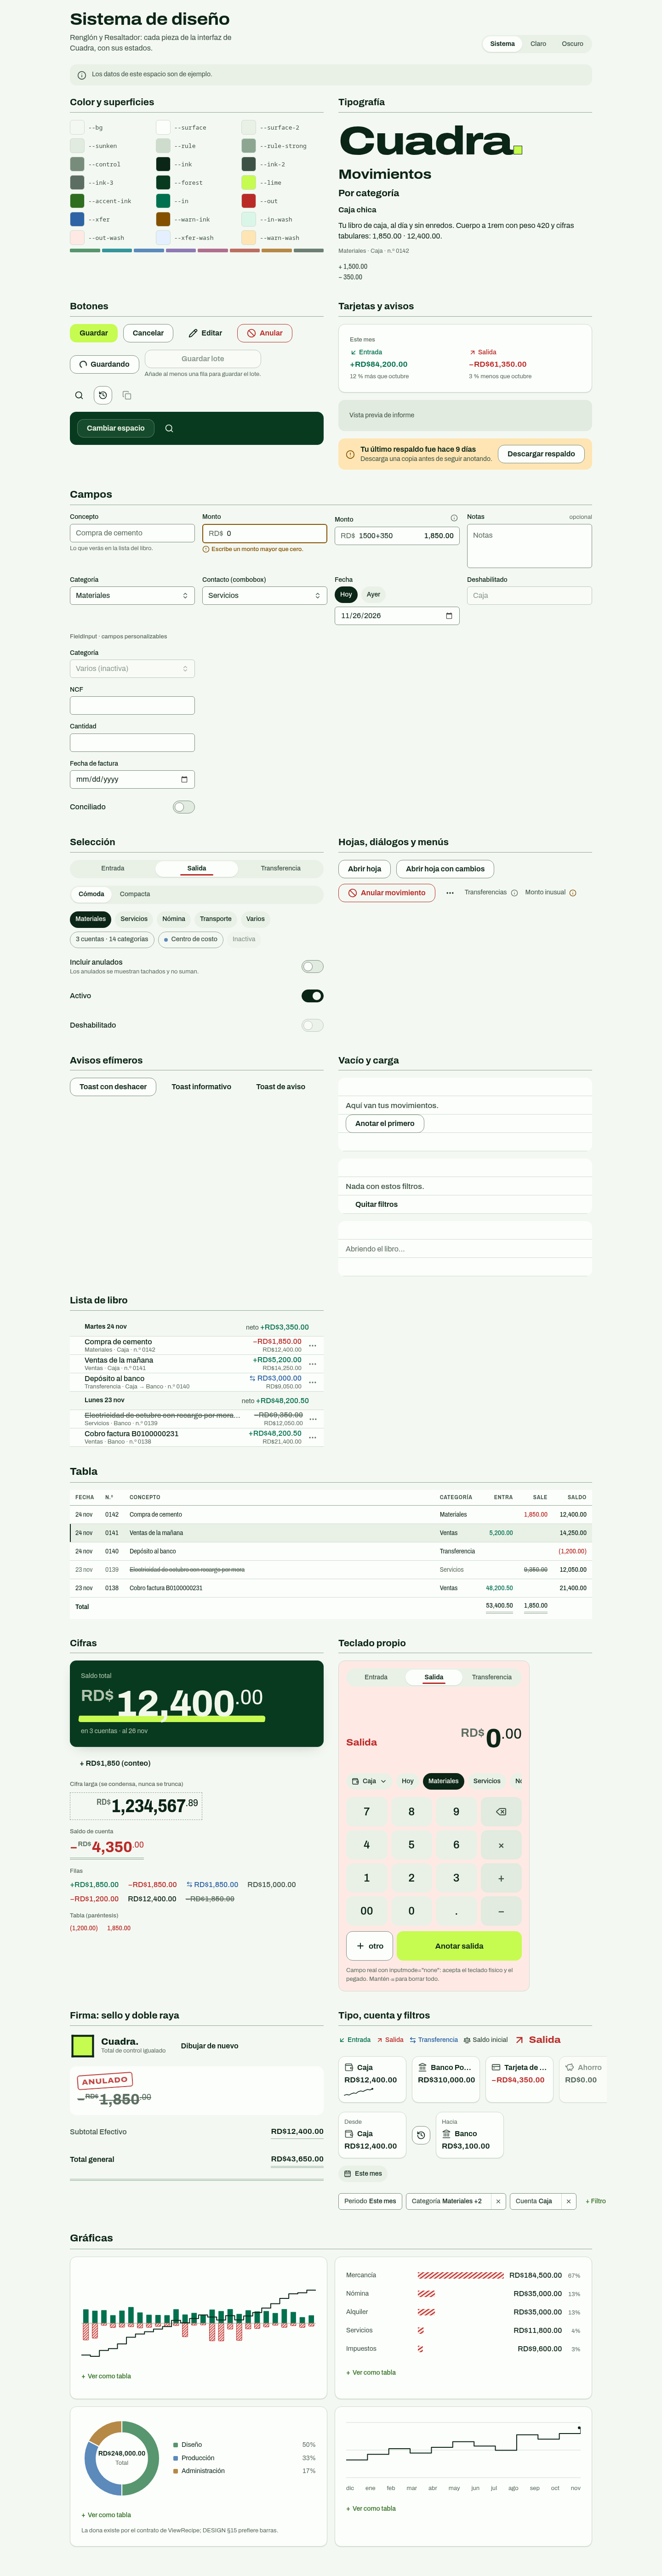 Sistema de diseño
Renglón y Resaltador: cada pieza de la interfaz de
Cuadra, con sus estados.
Sistema Claro Oscuro
Los datos de este espacio son de ejemplo.
Color y superficies
--bg --surface --surface-2
--sunken --rule --rule-strong
--control --ink --ink-2
--ink-3 --forest --lime
--accent-ink --in --out
--xfer --warn-ink --in-wash
--out-wash --xfer-wash --warn-wash
Tipografía
Cuadra
Movimientos
Por categoría
Caja chica
Tu libro de caja, al día y sin enredos. Cuerpo a 1rem con peso 420 y cifras
tabulares: 1,850.00 · 12,400.00.
Materiales · Caja · n.º 0142
+ 1,500.00
− 350.00
Botones
Guardar Cancelar Editar Anular
Guardando Guardar lote
Añade al menos una fila para guardar el lote.
Cambiar espacio
Tarjetas y avisos
Este mes
Entrada Salida
+RD$84,200.00 −RD$61,350.00
12 % más que octubre 3 % menos que octubre
Vista previa de informe
Tu último respaldo fue hace 9 días
Descarga una copia antes de seguir anotando.
Descargar respaldo
Campos
Concepto
Compra de cemento
Lo que verás en la lista del libro.
Monto
RD$ 0
Escribe un monto mayor que cero.
Monto
RD$ 1500+350 1,850.00
Notas opcional
Notas
Categoría
Materiales
Contacto (combobox)
Servicios
Fecha
Hoy Ayer
11/26/2026
Deshabilitado
Caja
FieldInput · campos personalizables
Categoría
Varios (inactiva)
NCF
Cantidad
Fecha de factura
mm/dd/yyyy
Conciliado
Selección
Entrada Salida Transferencia
Cómoda Compacta
Materiales Servicios Nómina Transporte Varios
3 cuentas · 14 categorías Centro de costo Inactiva
Incluir anulados
Los anulados se muestran tachados y no suman.
Activo
Deshabilitado
Hojas, diálogos y menús
Abrir hoja Abrir hoja con cambios
Anular movimiento Transferencias Monto inusual
Avisos efímeros
Toast con deshacer Toast informativo Toast de aviso
Vacío y carga
Aquí van tus movimientos.
Anotar el primero
Nada con estos filtros.
Quitar filtros
Abriendo el libro…
Lista de libro
Martes 24 nov neto +RD$3,350.00
Compra de cemento −RD$1,850.00
Materiales · Caja · n.º 0142 RD$12,400.00
Ventas de la mañana +RD$5,200.00
Ventas · Caja · n.º 0141 RD$14,250.00
Depósito al banco RD$3,000.00
Transferencia · Caja → Banco · n.º 0140 RD$9,050.00
Lunes 23 nov neto +RD$48,200.50
Electricidad de octubre con recargo por mora… −RD$9,350.00
Servicios · Banco · n.º 0139 RD$12,050.00
Cobro factura B0100000231 +RD$48,200.50
Ventas · Banco · n.º 0138 RD$21,400.00
Tabla
FECHA N.º CONCEPTO CATEGORÍA ENTRA SALE SALDO
24 nov 0142 Compra de cemento Materiales 1,850.00 12,400.00
24 nov 0141 Ventas de la mañana Ventas 5,200.00 14,250.00
24 nov 0140 Depósito al banco Transferencia (1,200.00)
23 nov 0139 Electricidad de octubre con recargo por mora Servicios 9,350.00 12,050.00
23 nov 0138 Cobro factura B0100000231 Ventas 48,200.50 21,400.00
Total 53,400.50 1,850.00
Cifras
Saldo total
RD$12,400.00
en 3 cuentas · al 26 nov
+ RD$1,850 (conteo)
Cifra larga (se condensa, nunca se trunca)
RD$1,234,567.89
Saldo de cuenta
−RD$4,350.00
Filas
+RD$1,850.00 −RD$1,850.00 RD$1,850.00 RD$15,000.00
−RD$1,200.00 RD$12,400.00 −RD$1,850.00
Tabla (paréntesis)
(1,200.00) 1,850.00
Teclado propio
Entrada Salida Transferencia
Salida RD$0.00
Caja Hoy Materiales Servicios
7 8 9
4 5 6 ×
1 2 3 +
00 0 . −
+ otro Anotar salida
Campo real con inputmode="none": acepta el teclado físico y el
pegado. Mantén ⌫ para borrar todo.
Firma: sello y doble raya
Cuadra.
Total de control igualado
Dibujar de nuevo
ANULADO
−RD$1,850.00
Subtotal Efectivo RD$12,400.00
Total general RD$43,650.00
Tipo, cuenta y filtros
Entrada Salida Transferencia Saldo inicial Salida
Caja Banco Po… Tarjeta de … Ahorro
RD$12,400.00 RD$310,000.00 −RD$4,350.00 RD$0.00
Desde Hacia
Caja Banco
RD$12,400.00 RD$3,100.00
Este mes
Periodo Este mes Categoría Materiales +2 × Cuenta Caja × + Filtro
Gráficas
+ Ver como tabla
Mercancía RD$184,500.00 67%
Nómina RD$35,000.00 13%
Alquiler RD$35,000.00 13%
Servicios RD$11,800.00 4%
Impuestos RD$9,600.00 3%
+ Ver como tabla
RD$248,000.00
Total
Diseño 50%
Producción 33%
Administración 17%
+ Ver como tabla
La dona existe por el contrato de ViewRecipe; DESIGN §15 prefiere barras.
dic ene feb mar abr may jun jul ago sep oct nov
+ Ver como tabla